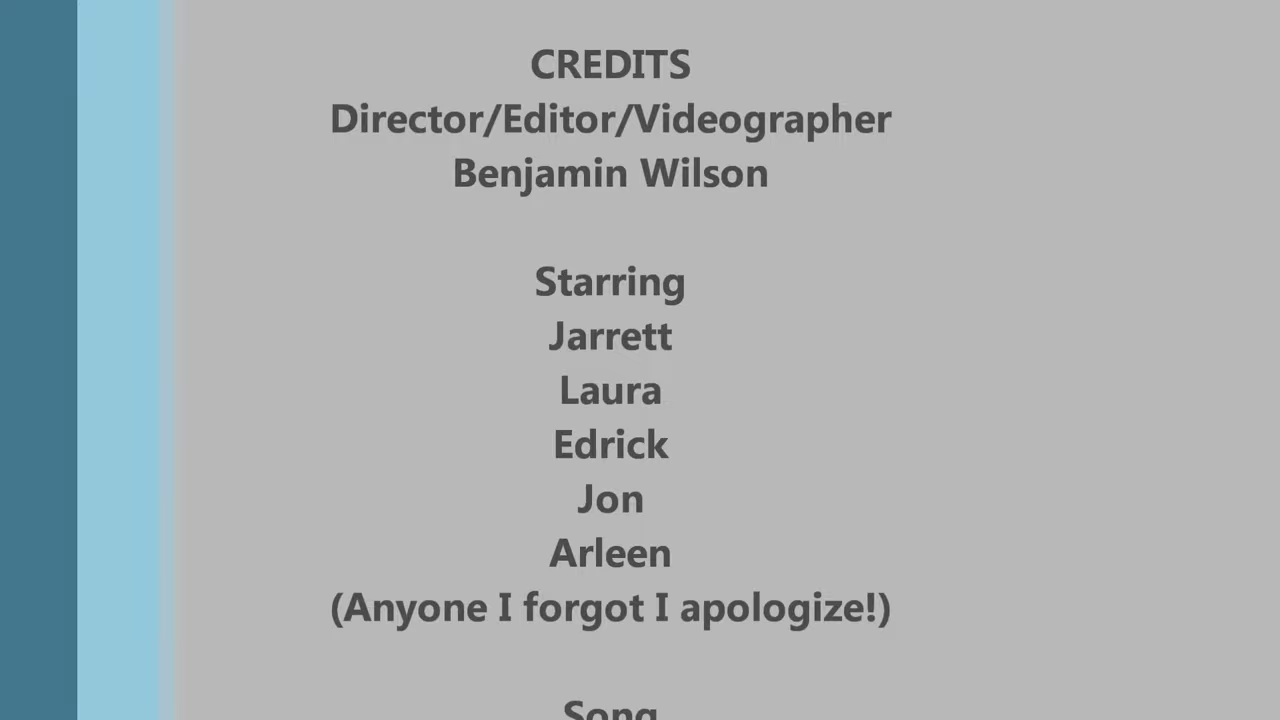 CREDITS
Director/Editor/Videographer
Benjamin Wilson
Starring
Jarrett
Laura
Edrick
Jon
Arleen
(Anyone I forgot I apologize!)
Song